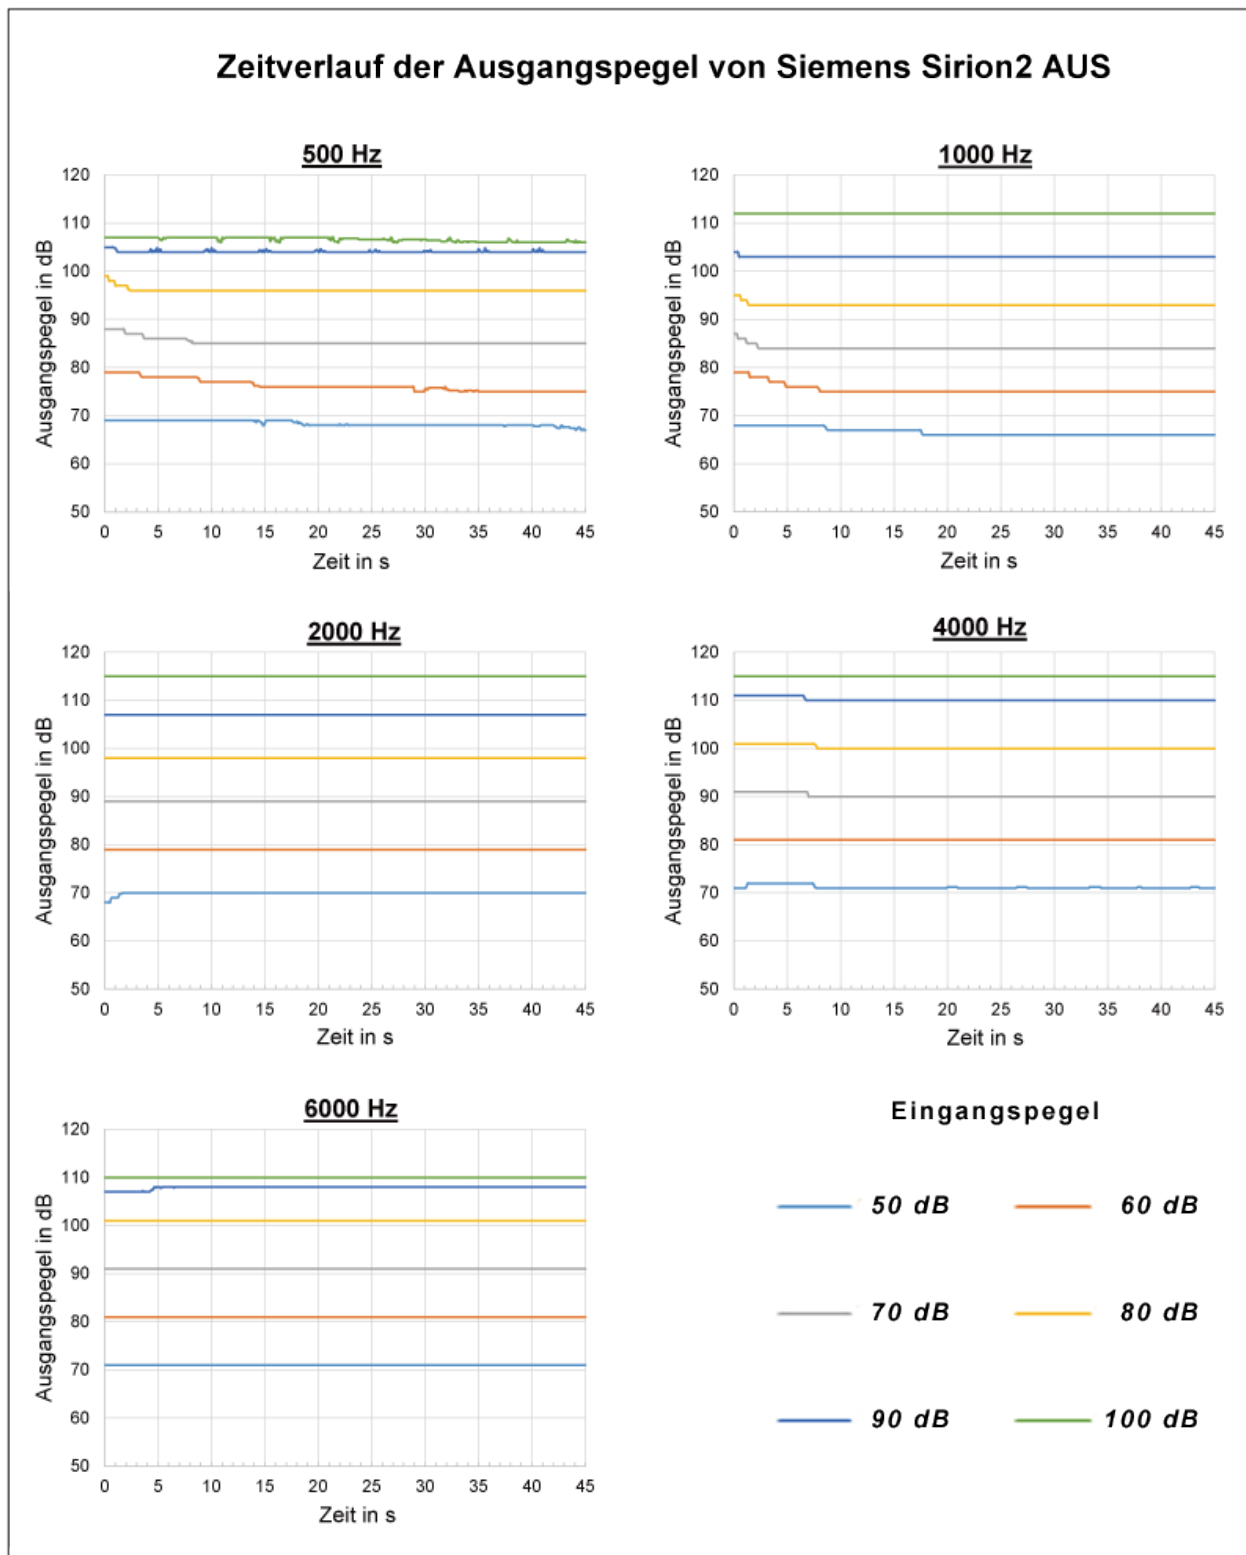 Zeitverlauf der Ausgangspegel von Siemens Sirion2 AUS
500 Hz
120
110
100
90
80
70
60
50
0 5 10 15 20 25 30 35 40 45
Ausgangspegel in dB
Zeit in s
1000 Hz
120
110
100
90
80
70
60
50
0 5 10 15 20 25 30 35 40 45
Ausgangspegel in dB
Zeit in s
2000 Hz
120
110
100
90
80
70
60
50
0 5 10 15 20 25 30 35 40 45
Ausgangspegel in dB
Zeit in s
4000 Hz
120
110
100
90
80
70
60
50
0 5 10 15 20 25 30 35 40 45
Ausgangspegel in dB
Zeit in s
6000 Hz
120
110
100
90
80
70
60
50
0 5 10 15 20 25 30 35 40 45
Ausgangspegel in dB
Zeit in s
Eingangspegel
50 dB 60 dB
70 dB 80 dB
90 dB 100 dB